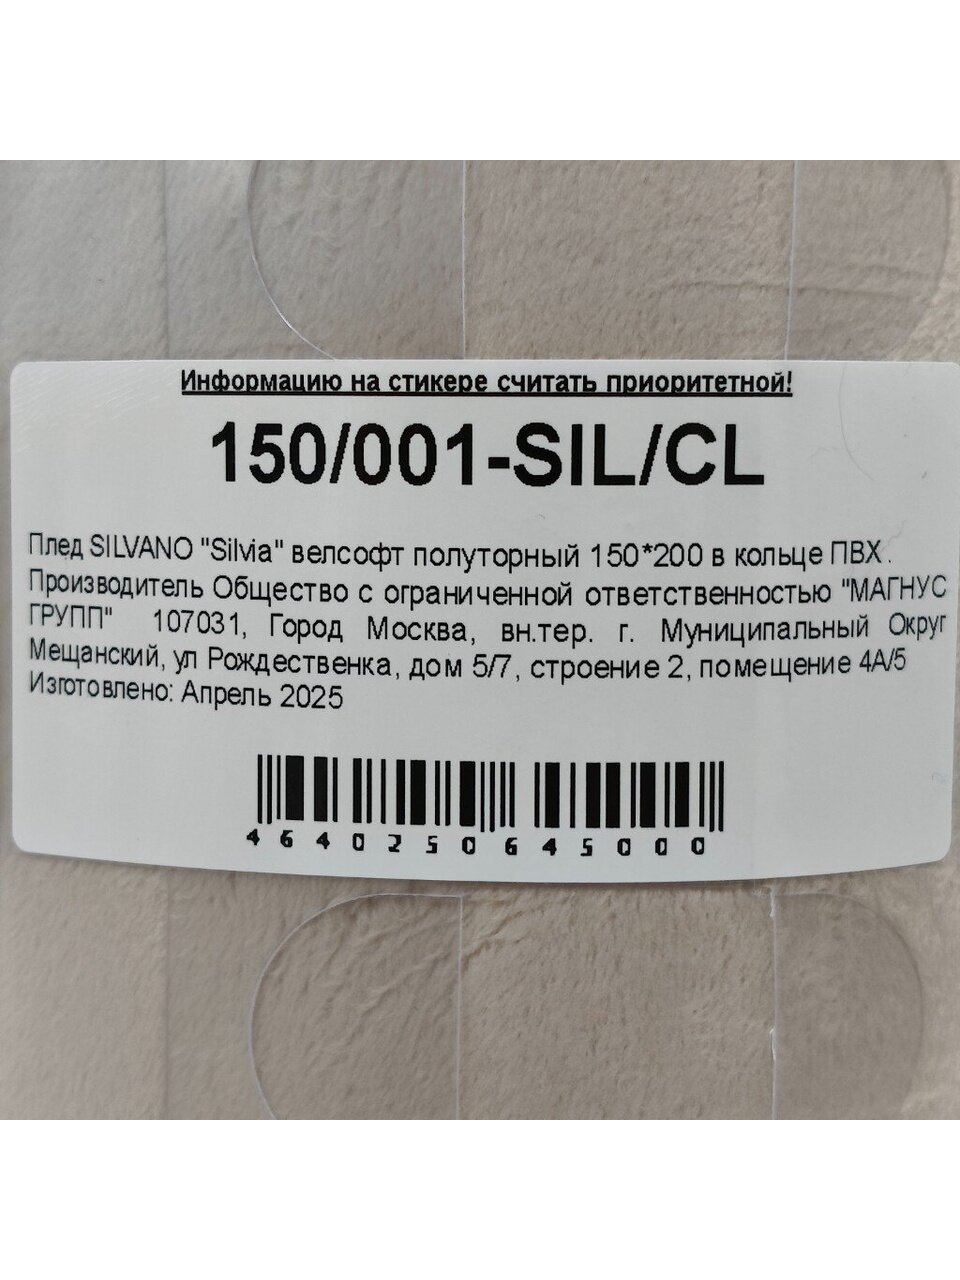 Информацию на стикере считать приоритетной!
150/001-SIL/CL
Плед SILVANO "Silvia" велсофт полуторный 150*200 в кольце ПВХ.
Производитель Общество с ограниченной ответственностью "МАГНУС
ГРУПП" 107031, Город Москва, вн.тер. г. Муниципальный Округ
Мещанский, ул Рождественка, дом 5/7, строение 2, помещение 4А/5
Изготовлено: Апрель 2025
4640250645000